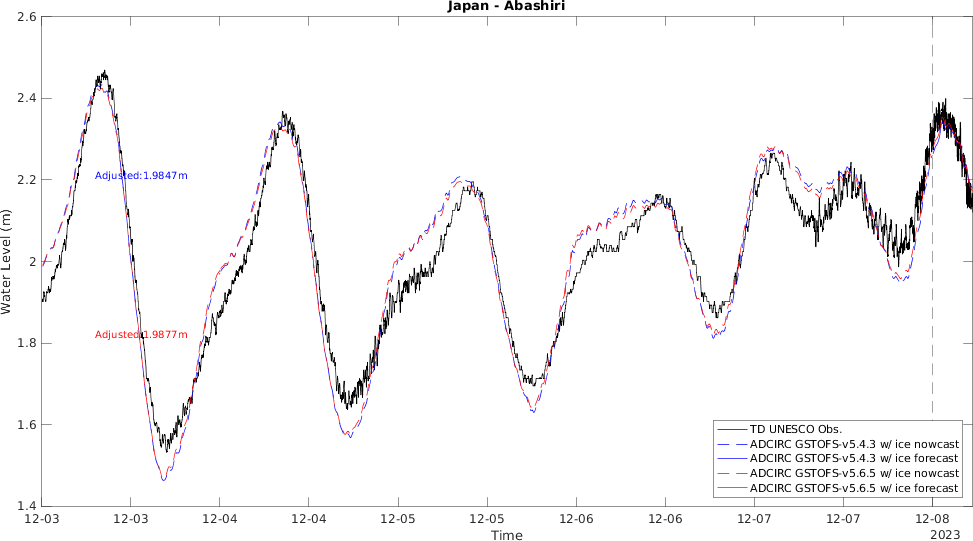 Japan - Abashiri
2.6
2.4
2.2
2
1.8
1.6
1.4
Water Level (m)
Adjusted:1.9847m
Adjusted:1.9877m
TD UNESCO Obs.
ADCIRC GSTOFS-v5.4.3 w/ ice nowcast
ADCIRC GSTOFS-v5.4.3 w/ ice forecast
ADCIRC GSTOFS-v5.6.5 w/ ice nowcast
ADCIRC GSTOFS-v5.6.5 w/ ice forecast
12-03 12-03 12-04 12-04 12-05 12-05 12-06 12-06 12-07 12-07 12-08
Time
2023